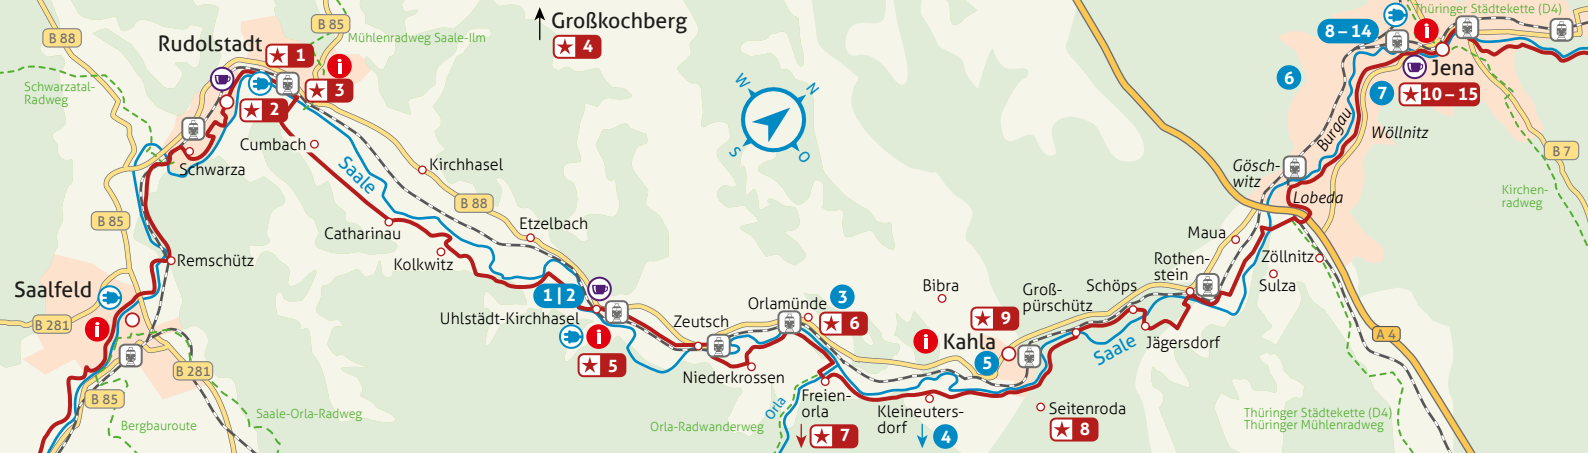 B 88
B 85
Rudolstadt
1
Mühlenradweg Saale-Ilm
Großkochberg
4
i
3
2
Schwarzatal-
Radweg
Cumbach
Schwarza
Saale
Kirchhasel
B 88
Etzelbach
Catharinau
Kolkwitz
B 85
Remschütz
Saalfeld
i
B 281
B 281
B 85
Bergbauroute
Saale-Orla-Radweg
W
N
S
O
1 | 2
Uhlstädt-Kirchhasel
i
5
Zeutsch
Niederkrossen
Orlamünde
3
6
Orla
Orla-Radwanderweg
Freien-
orla
7
Kleineuters-
dorf
4
Bibra
9
i
Kahla
5
Groß-
pürschütz
Seitenroda
8
Schöps
Saale
Jägersdorf
Rothen-
stein
Maua
Zöllnitz
Sulza
Lobeda
Gösch-
witz
Burgau
Wöllnitz
6
7
8 – 14
i
Jena
10 – 15
Thüringer Städtekette (D4)
B 7
Kirchen-
radweg
A 4
Thüringer Städtekette (D4)
Thüringer Mühlenradweg